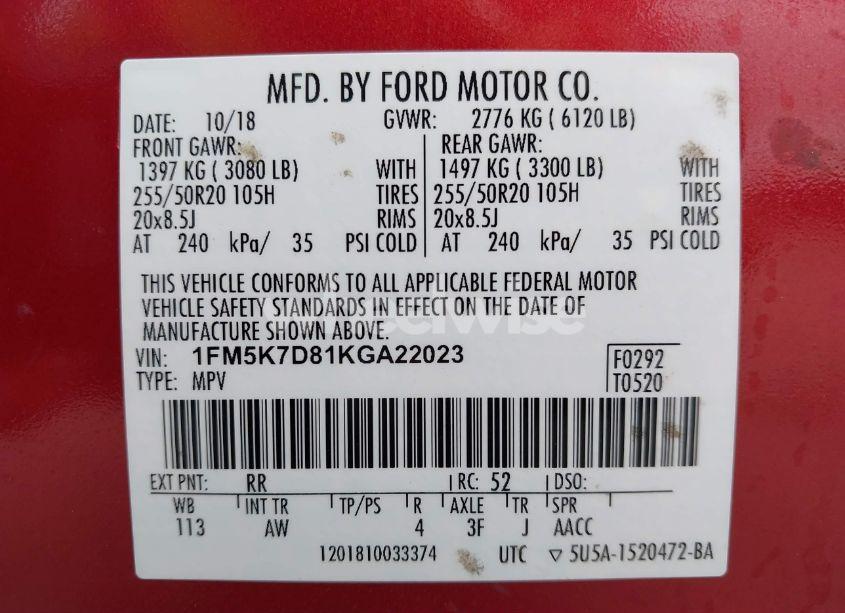 MFD. BY FORD MOTOR CO.
DATE: 10/18 GVWR: 2776 KG ( 6120 LB)
FRONT GAWR: REAR GAWR:
1397 KG ( 3080 LB) WITH 1497 KG ( 3300 LB) WITH
255/50R20 105H TIRES 255/50R20 105H TIRES
20x8.5J RIMS 20x8.5J RIMS
AT 240 kPa/ 35 PSI COLD AT 240 kPa/ 35 PSI COLD
THIS VEHICLE CONFORMS TO ALL APPLICABLE FEDERAL MOTOR
VEHICLE SAFETY STANDARDS IN EFFECT ON THE DATE OF
MANUFACTURE SHOWN ABOVE.
VIN: 1FM5K7D81KGA22023 F0292
TYPE: MPV T0520
EXT PNT: RR RC: 52 DSO:
WB INT TR TP/PS R AXLE TR SPR
113 AW 4 3F J AACC
1201810033374 UTC ▽ 5U5A-1520472-BA